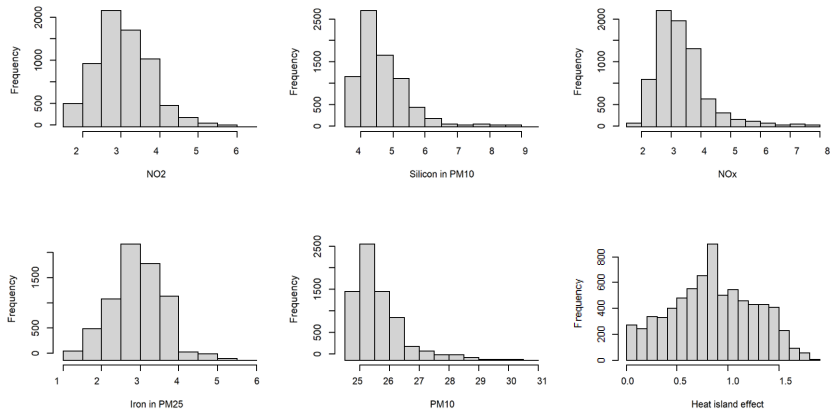 Frequency
2000
500
0
2 3 4 5 6
NO2
Frequency
2500
1500
500
0
4 5 6 7 8 9
Silicon in PM10
Frequency
2000
1000
500
0
2 3 4 5 6 7 8
NOx
Frequency
1500
500
0
1 2 3 4 5 6
Iron in PM25
Frequency
2500
1500
500
0
25 26 27 28 29 30 31
PM10
Frequency
800
600
400
200
0
0.0 0.5 1.0 1.5
Heat island effect